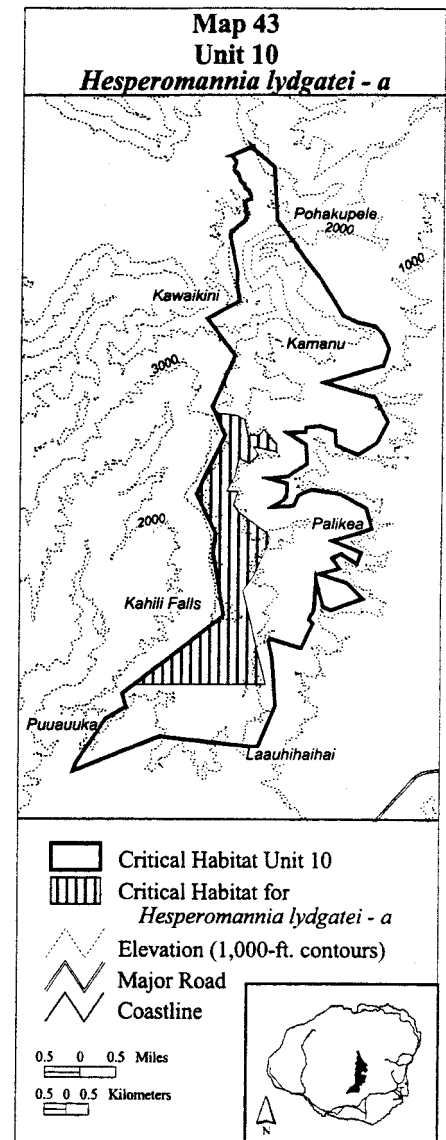 Map 43
Unit 10
Hesperomannia lydgatei - a
Pohakupele
2000
1000
Kawaikini
Kamanu
3000
2000
Palikea
Kahili Falls
Puuauuka
Laauhihaihai
Critical Habitat Unit 10
Critical Habitat for
Hesperomannia lydgatei - a
Elevation (1,000-ft. contours)
Major Road
Coastline
0.5 0 0.5 Miles
0.5 0 0.5 Kilometers
N